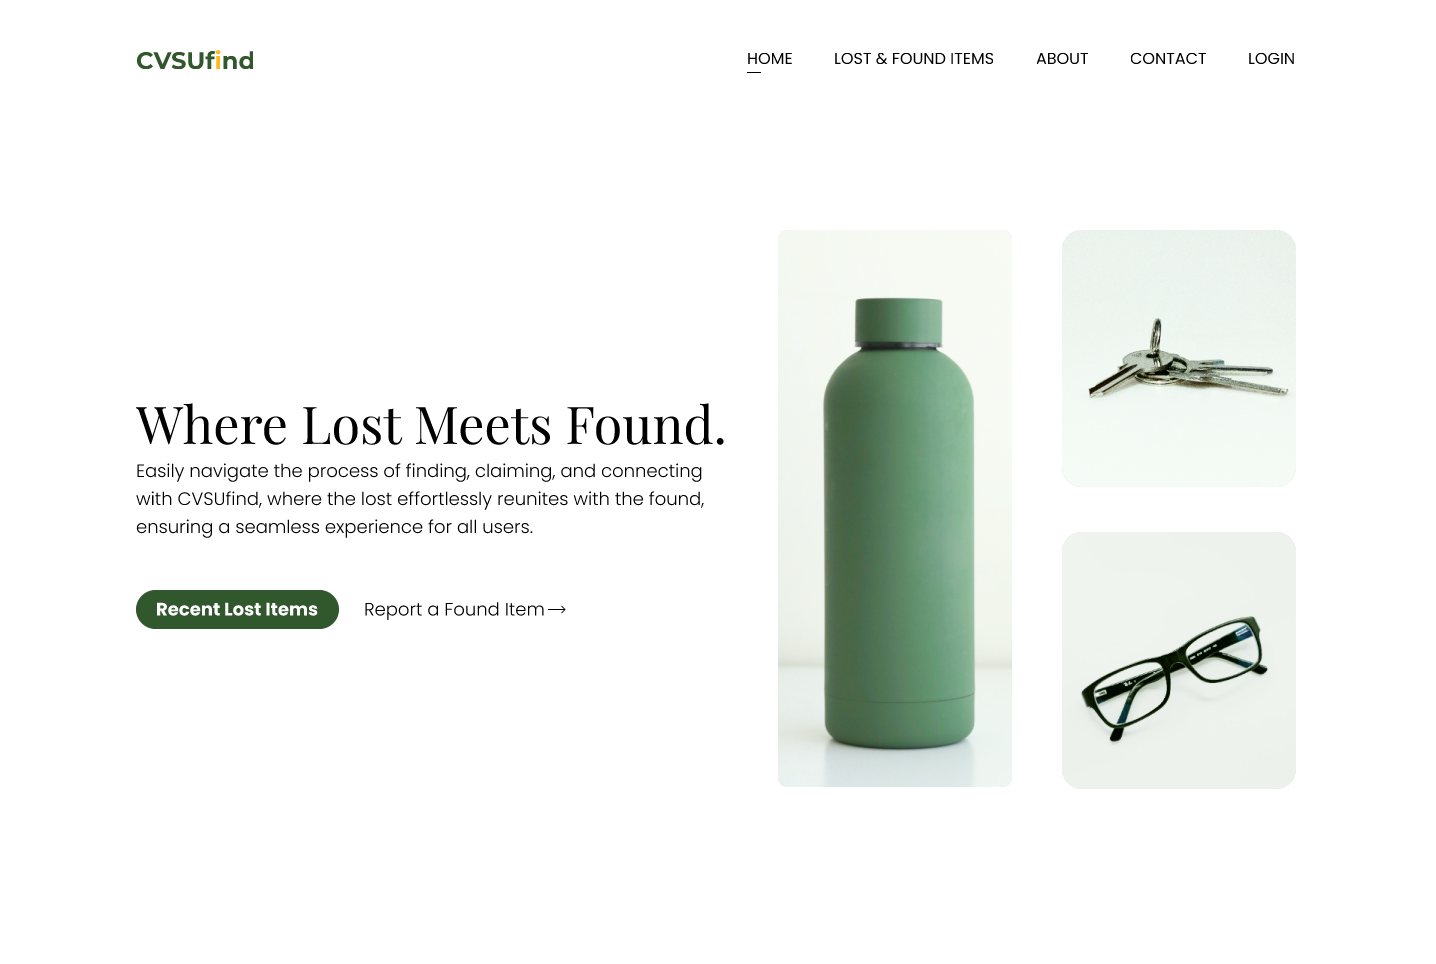 CVSUfind
HOME
LOST & FOUND ITEMS
ABOUT
CONTACT
LOGIN
Where Lost Meets Found.
Easily navigate the process of finding, claiming, and connecting
with CVSUfind, where the lost effortlessly reunites with the found,
ensuring a seamless experience for all users.
Recent Lost Items
Report a Found Item→